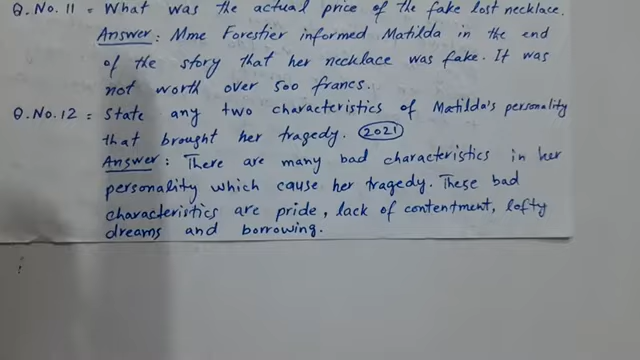 Q.No. 11 = What was the actual price of the fake lost necklace.
Answer: Mme Forestier informed Matilda in the end
of the story that her necklace was fake. It was
not worth over 500 francs.
Q.No.12 = State any two characteristics of Matilda's personality
that brought her tragedy. 2021
Answer: There are many bad characteristics in her
personality which cause her tragedy. These bad
characteristics are pride, lack of contentment, lofty
dreams and borrowing.